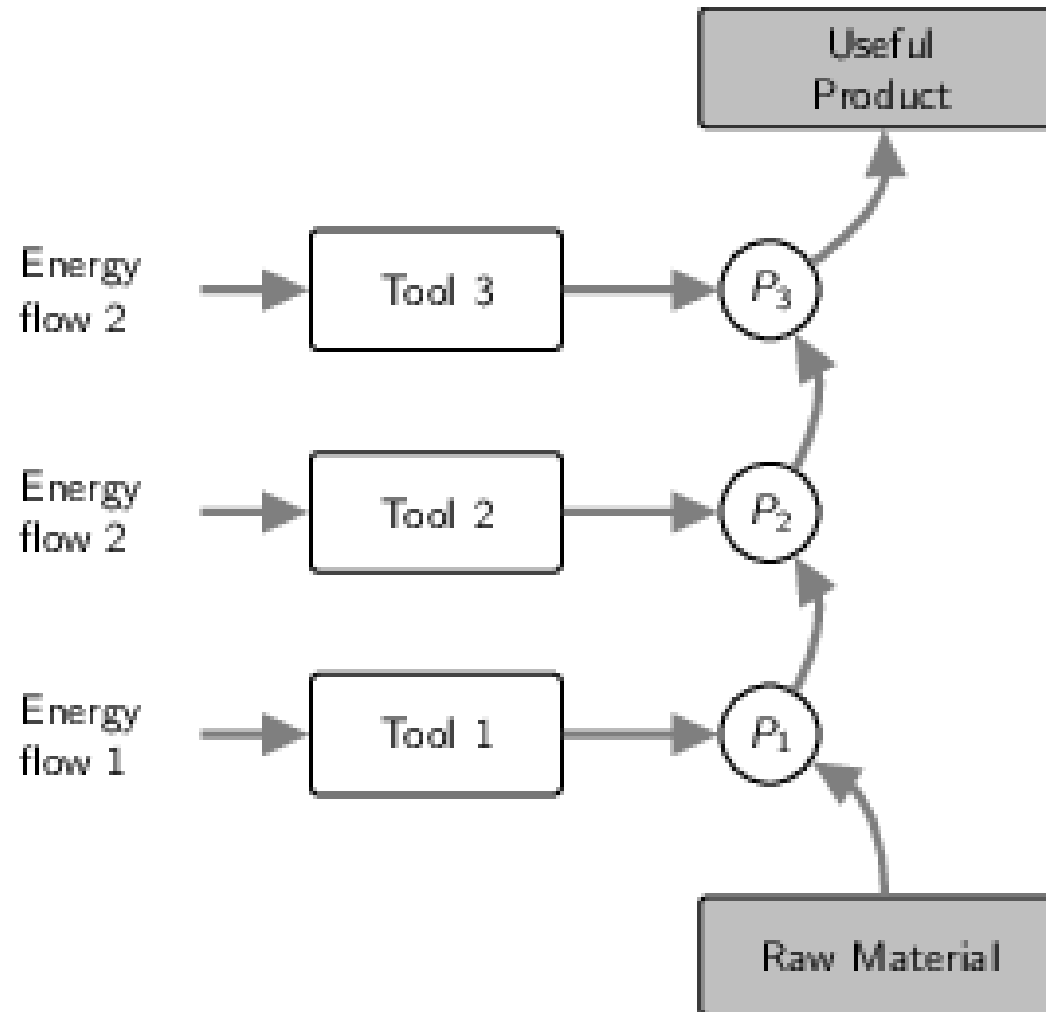 Useful
Product
Energy
flow 2
Tool 3
P₃
Energy
flow 2
Tool 2
P₂
Energy
flow 1
Tool 1
P₁
Raw Material